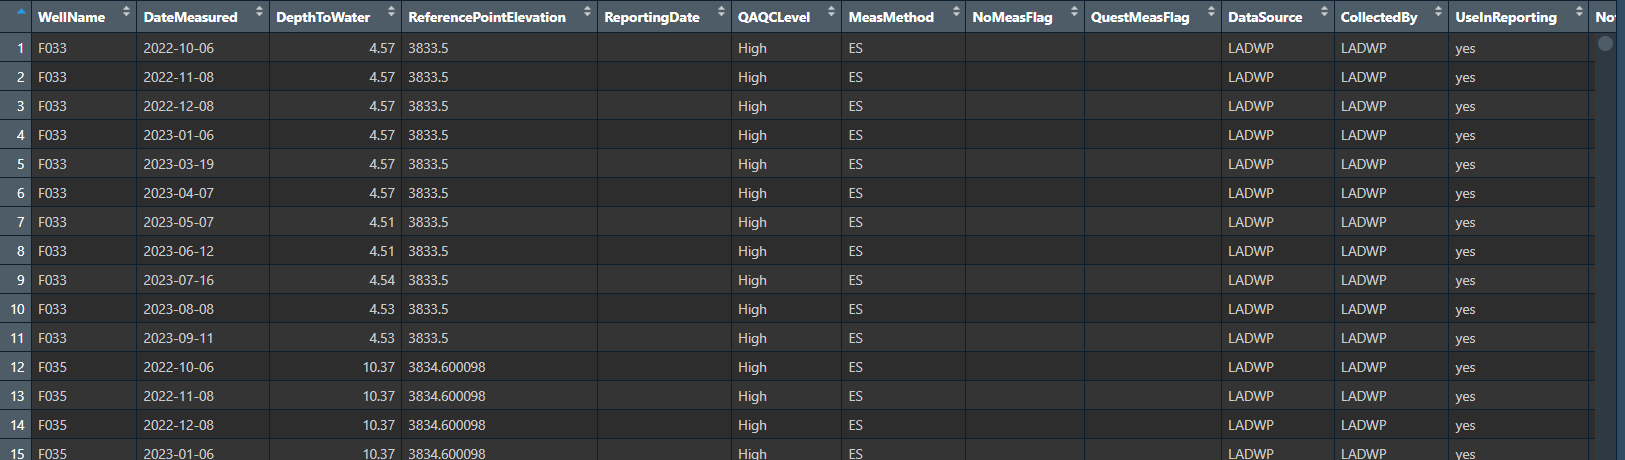 WellName DateMeasured DepthToWater ReferencePointElevation ReportingDate QAQCLevel MeasMethod NoMeasFlag QuestMeasFlag DataSource CollectedBy UseInReporting
1 F033 2022-10-06 4.57 3833.5 High ES LADWP LADWP yes
2 F033 2022-11-08 4.57 3833.5 High ES LADWP LADWP yes
3 F033 2022-12-08 4.57 3833.5 High ES LADWP LADWP yes
4 F033 2023-01-06 4.57 3833.5 High ES LADWP LADWP yes
5 F033 2023-03-19 4.57 3833.5 High ES LADWP LADWP yes
6 F033 2023-04-07 4.57 3833.5 High ES LADWP LADWP yes
7 F033 2023-05-07 4.51 3833.5 High ES LADWP LADWP yes
8 F033 2023-06-12 4.51 3833.5 High ES LADWP LADWP yes
9 F033 2023-07-16 4.54 3833.5 High ES LADWP LADWP yes
10 F033 2023-08-08 4.53 3833.5 High ES LADWP LADWP yes
11 F033 2023-09-11 4.53 3833.5 High ES LADWP LADWP yes
12 F035 2022-10-06 10.37 3834.600098 High ES LADWP LADWP yes
13 F035 2022-11-08 10.37 3834.600098 High ES LADWP LADWP yes
14 F035 2022-12-08 10.37 3834.600098 High ES LADWP LADWP yes
15 F035 2023-01-06 10.37 3834.600098 High ES LADWP LADWP yes